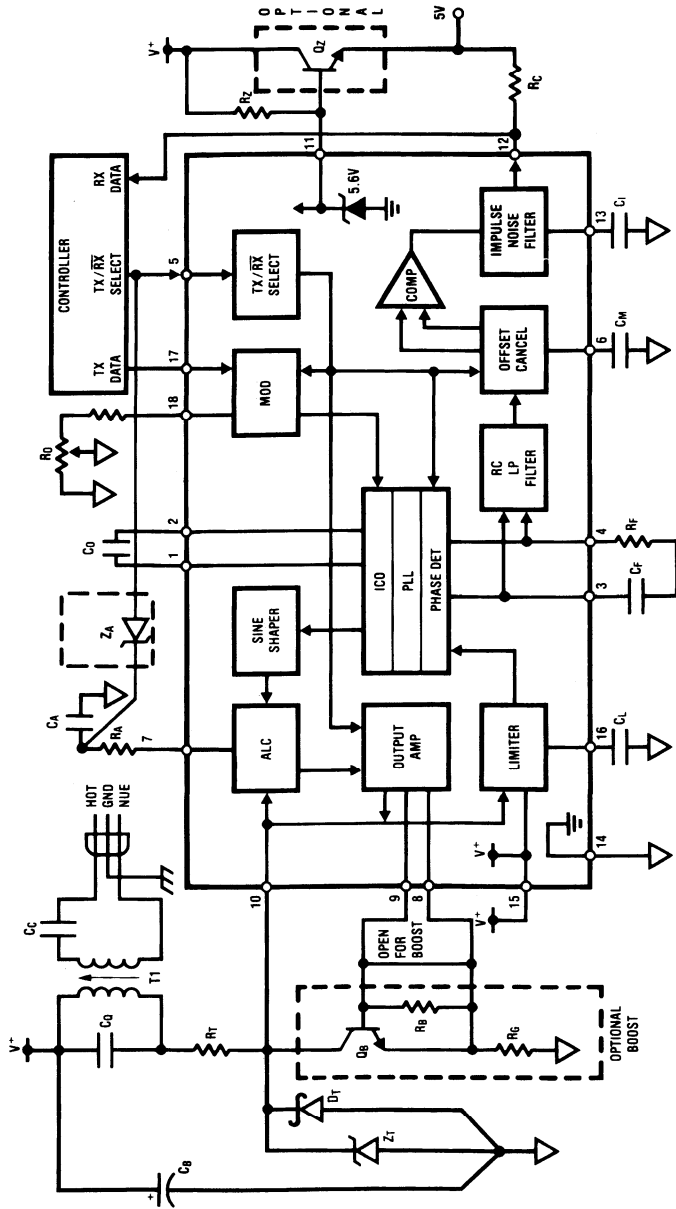 OPTIONAL
V+
QZ
RZ
5V
RC
11
12
5.6V
CONTROLLER
TX DATA
TX/RX SELECT
RX DATA
5
17
18
RO
2
1
CO
ZA
CA
RA
7
HOT
GND
NUE
CC
T1
V+
CQ
RT
CB
+
10
9
8
15
V+
V+
14
16
CL
3
4
CF
RF
6
CM
13
CI
TX/RX SELECT
MOD
COMP
IMPULSE NOISE FILTER
OFFSET CANCEL
RC LP FILTER
ICO
PLL
PHASE DET
SINE SHAPER
ALC
OUTPUT AMP
LIMITER
OPEN FOR BOOST
QB
RB
RG
DT
ZT
OPTIONAL BOOST